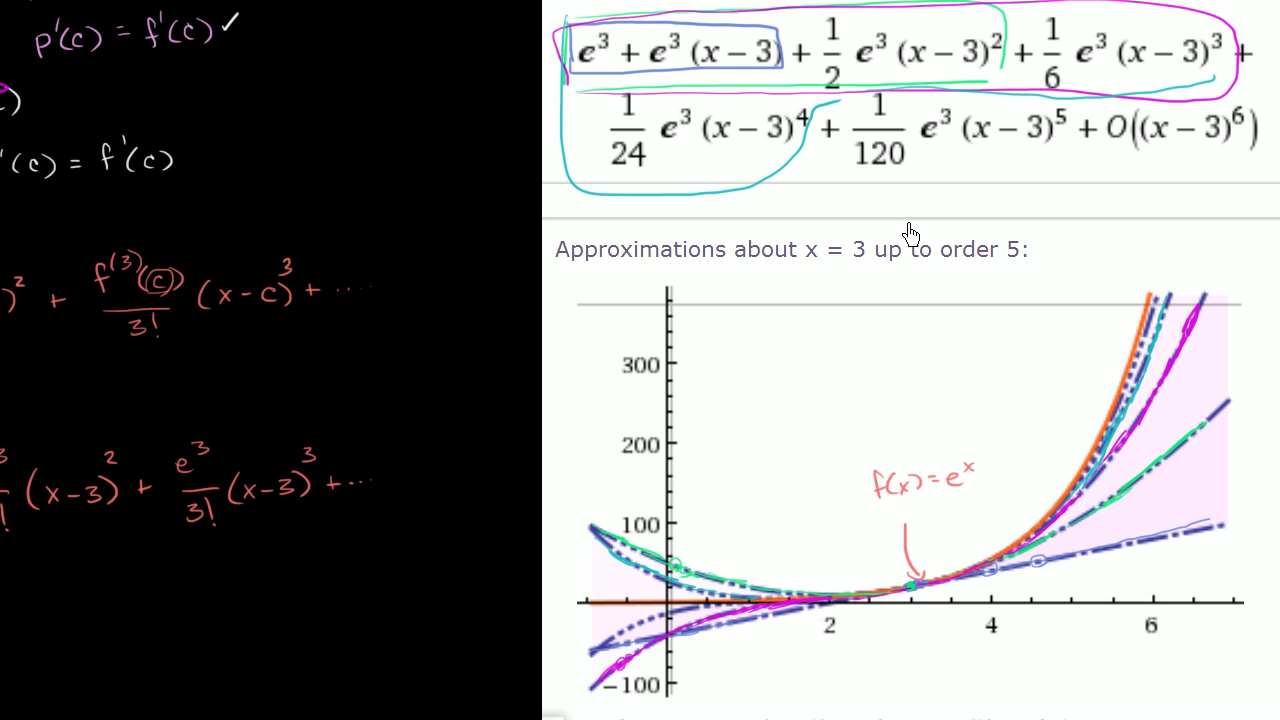 p'(c) = f'(c) ✓
c)
'(c) = f'(c)
)² + f⁽³⁾(c)/3! (x-c)³ + .....
³/! (x-3)² + e³/3! (x-3)³ + ...
e³ + e³ (x − 3) + 1/2 e³ (x − 3)² + 1/6 e³ (x − 3)³ +
1/24 e³ (x − 3)⁴ + 1/120 e³ (x − 3)⁵ + O((x − 3)⁶)
Approximations about x = 3 up to order 5:
300
200
f(x) = eˣ
100
2 4 6
−100